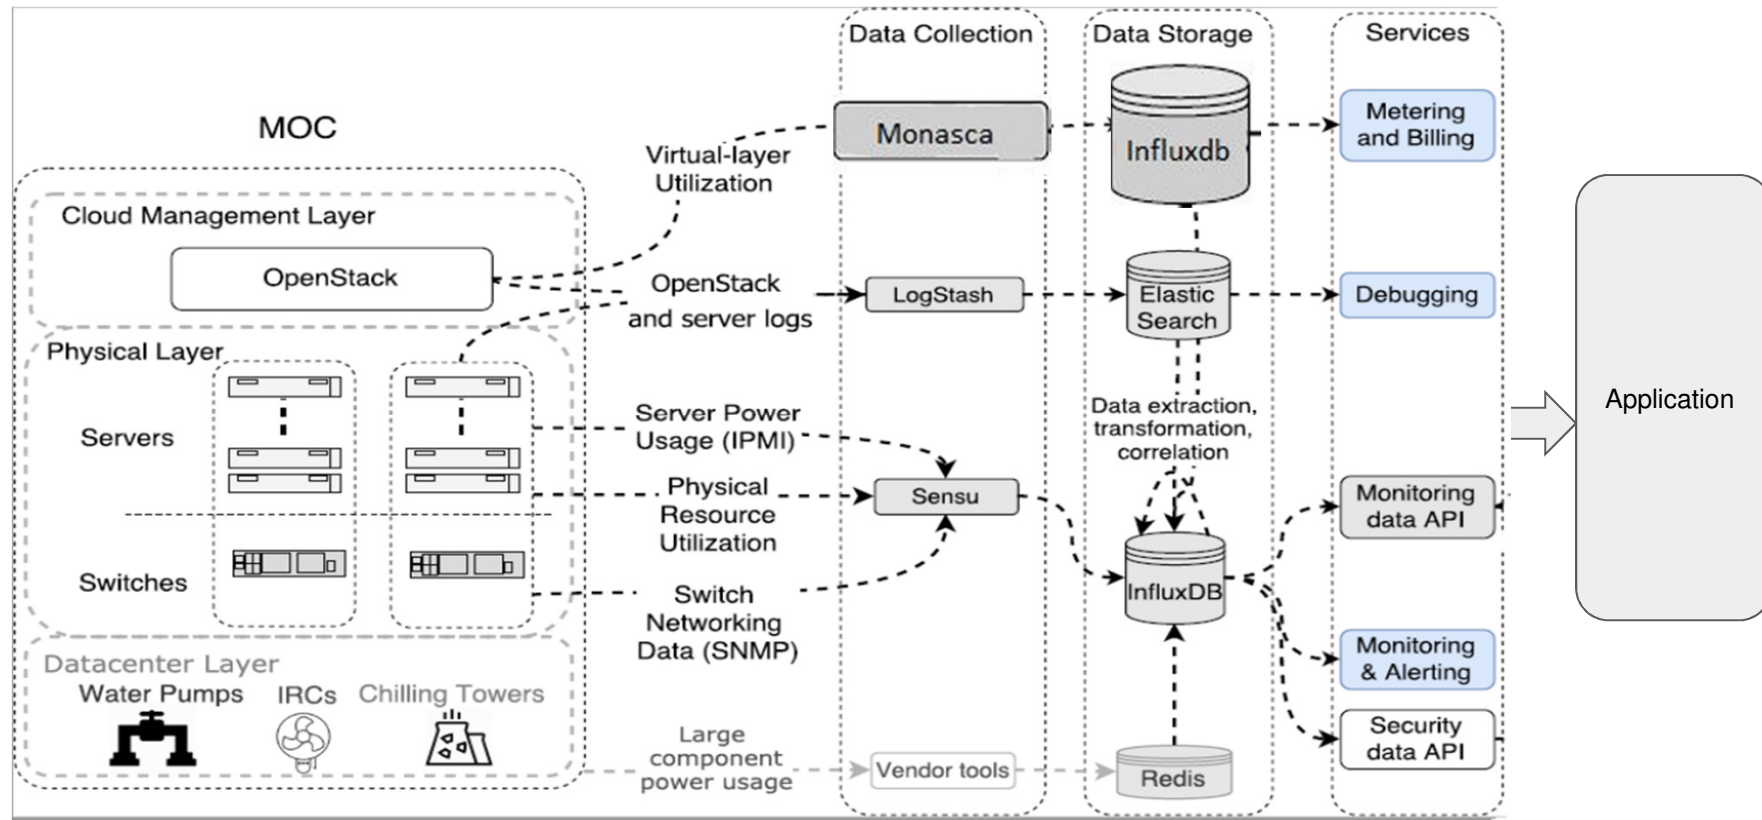 MOC
Cloud Management Layer
OpenStack
Physical Layer
Servers
Switches
Datacenter Layer
Water Pumps
IRCs
Chilling Towers
Virtual-layer
Utilization
OpenStack
and server logs
Server Power
Usage (IPMI)
Physical
Resource
Utilization
Switch
Networking
Data (SNMP)
Large
component
power usage
Data Collection
Monasca
LogStash
Sensu
Vendor tools
Data Storage
Influxdb
Elastic
Search
Data extraction,
transformation,
correlation
InfluxDB
Redis
Services
Metering
and Billing
Debugging
Monitoring
data API
Monitoring
& Alerting
Security
data API
Application